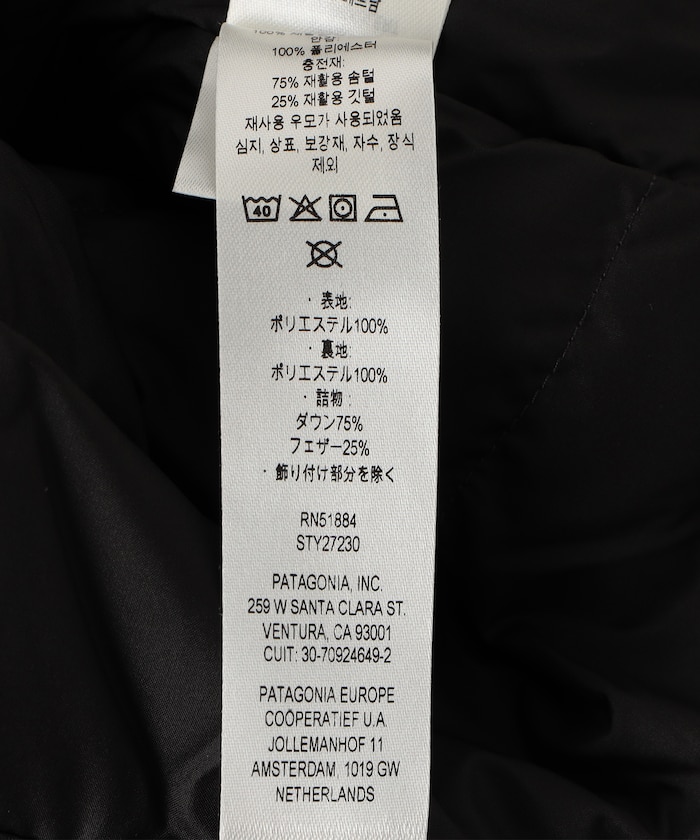 100% 폴리에스터
충전재:
75% 재활용 솜털
25% 재활용 깃털
재사용 우모가 사용되었음
심지, 상표, 보강재, 자수, 장식
제외
40
・表地:
ポリエステル100%
・裏地:
ポリエステル100%
・詰物:
ダウン75%
フェザー25%
・飾り付け部分を除く
RN51884
STY27230
PATAGONIA, INC.
259 W SANTA CLARA ST.
VENTURA, CA 93001
CUIT: 30-70924649-2
PATAGONIA EUROPE
COÖPERATIEF U.A.
JOLLEMANHOF 11
AMSTERDAM, 1019 GW
NETHERLANDS